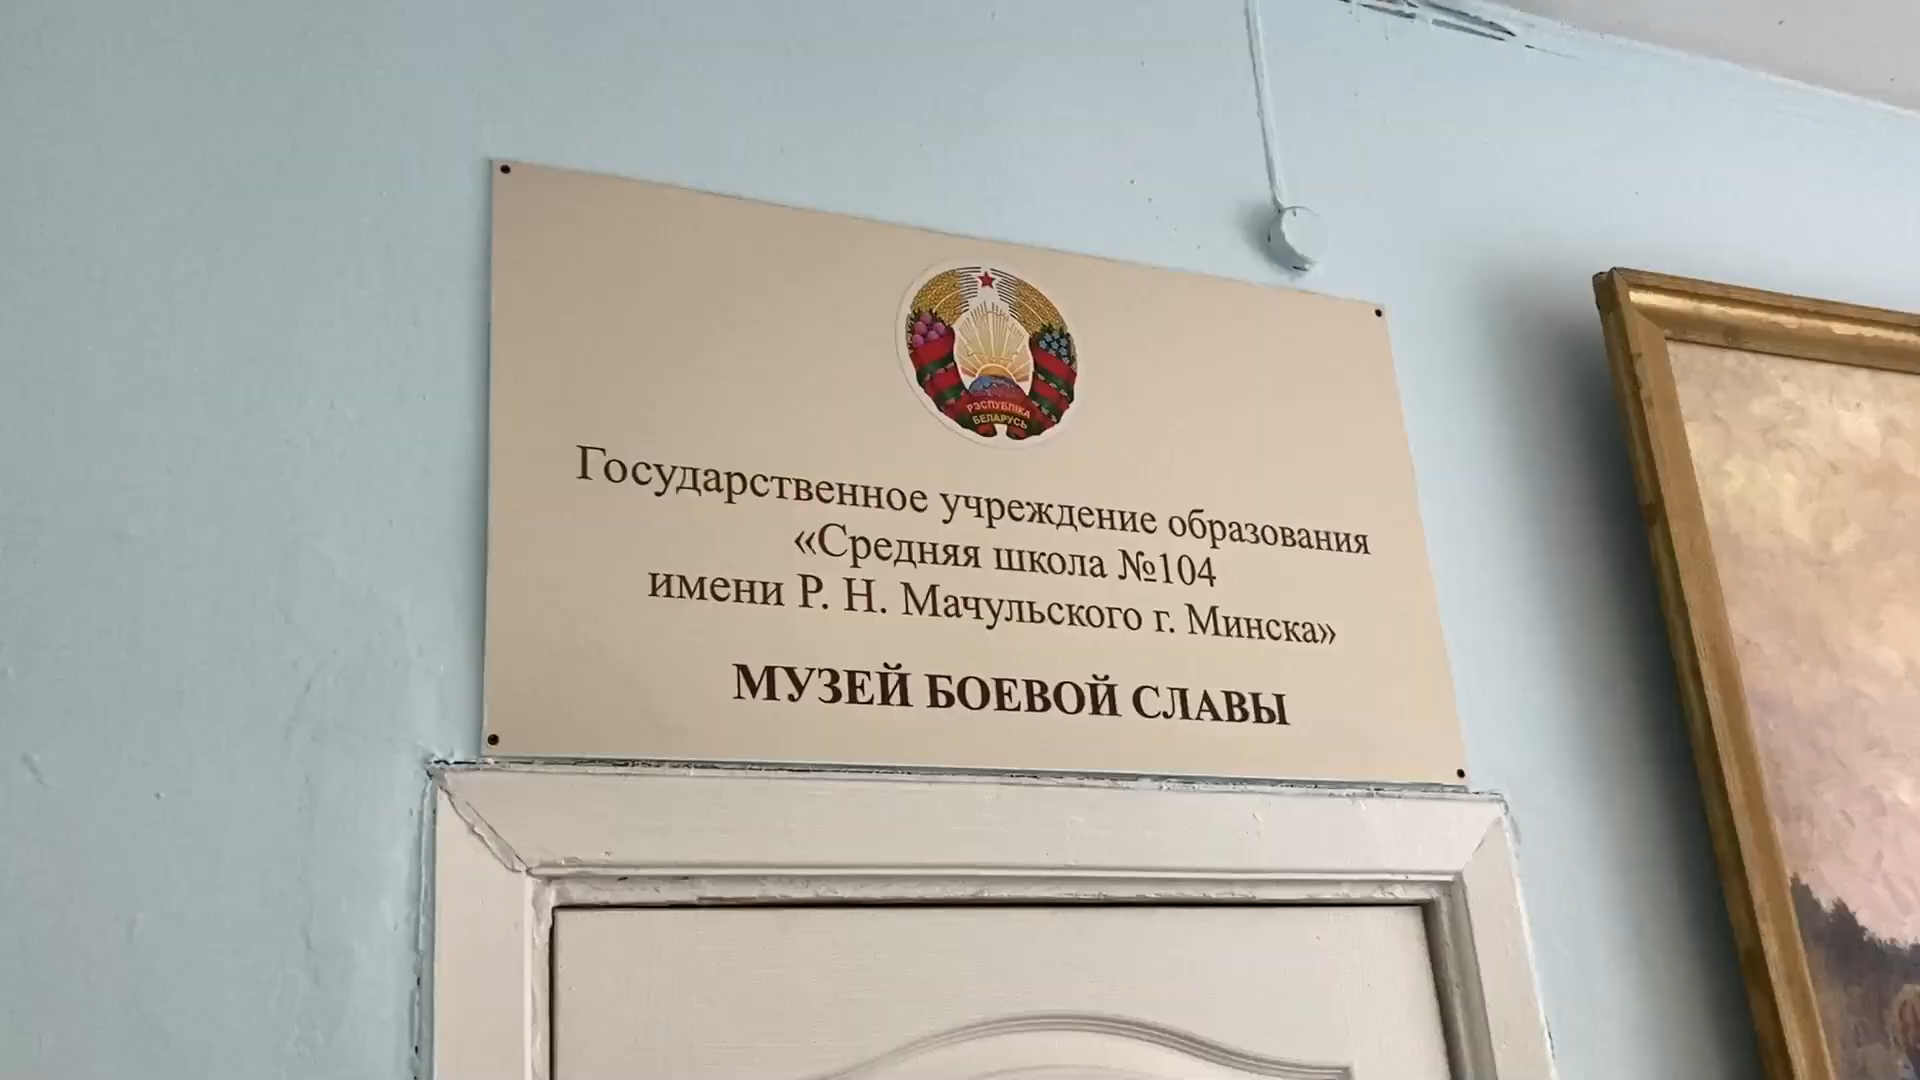 РЭСПУБЛІКА
БЕЛАРУСЬ
Государственное учреждение образования
«Средняя школа №104
имени Р. Н. Мачульского г. Минска»
МУЗЕЙ БОЕВОЙ СЛАВЫ